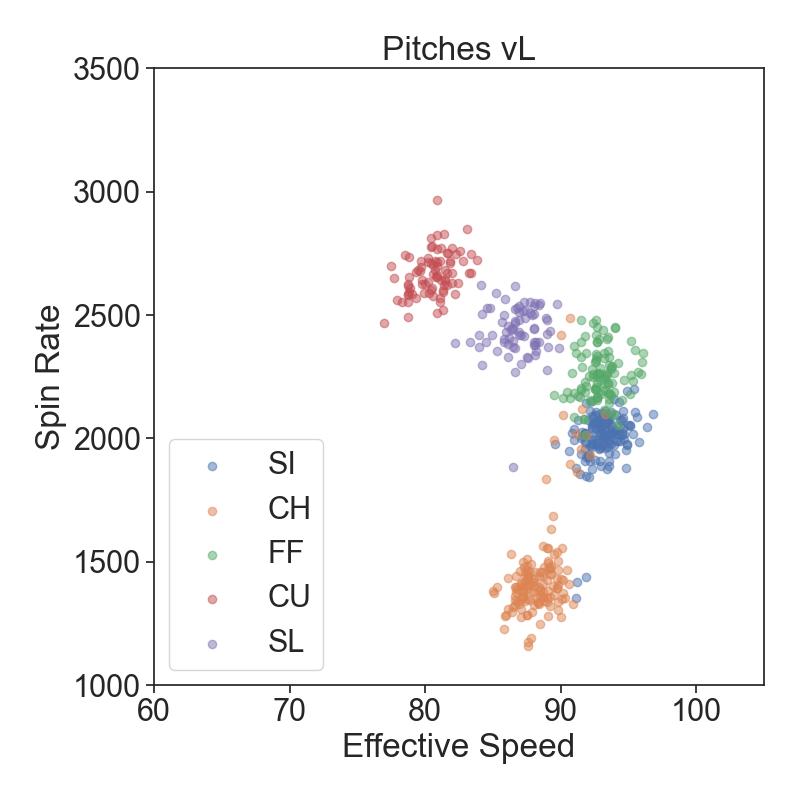 Pitches vL
3500
3000
2500
2000
1500
1000
Spin Rate
SI
CH
FF
CU
SL
60 70 80 90 100
Effective Speed